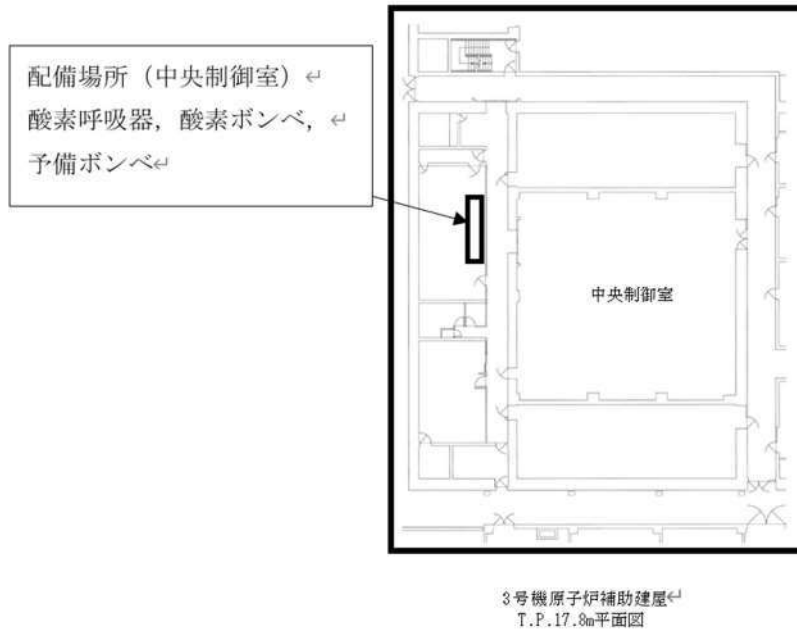 配備場所（中央制御室）↵
酸素呼吸器，酸素ボンベ，↵
予備ボンベ↵
中央制御室
3号機原子炉補助建屋↵
T.P.17.8m平面図